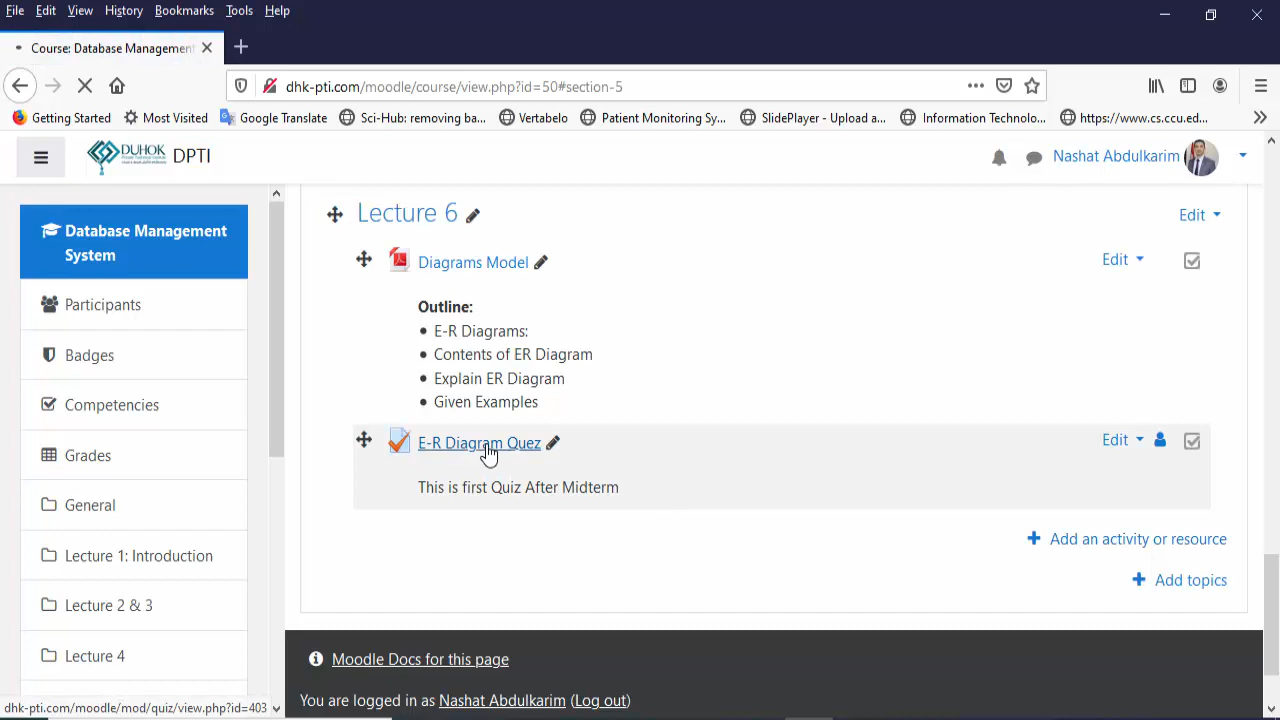 File Edit View History Bookmarks Tools Help
Course: Database Management
dhk-pti.com/moodle/course/view.php?id=50#section-5
Getting Started Most Visited Google Translate Sci-Hub: removing ba... Vertabelo Patient Monitoring Sy... SlidePlayer - Upload a... Information Technolo... https://www.cs.ccu.ed...
DUHOK DPTI Nashat Abdulkarim
Database Management
System
Participants
Badges
Competencies
Grades
General
Lecture 1: Introduction
Lecture 2 & 3
Lecture 4
Lecture 6 Edit
Diagrams Model Edit
Outline:
• E-R Diagrams:
• Contents of ER Diagram
• Explain ER Diagram
• Given Examples
E-R Diagram Quez Edit
This is first Quiz After Midterm
Add an activity or resource
Add topics
Moodle Docs for this page
You are logged in as Nashat Abdulkarim (Log out)
dhk-pti.com/moodle/mod/quiz/view.php?id=403